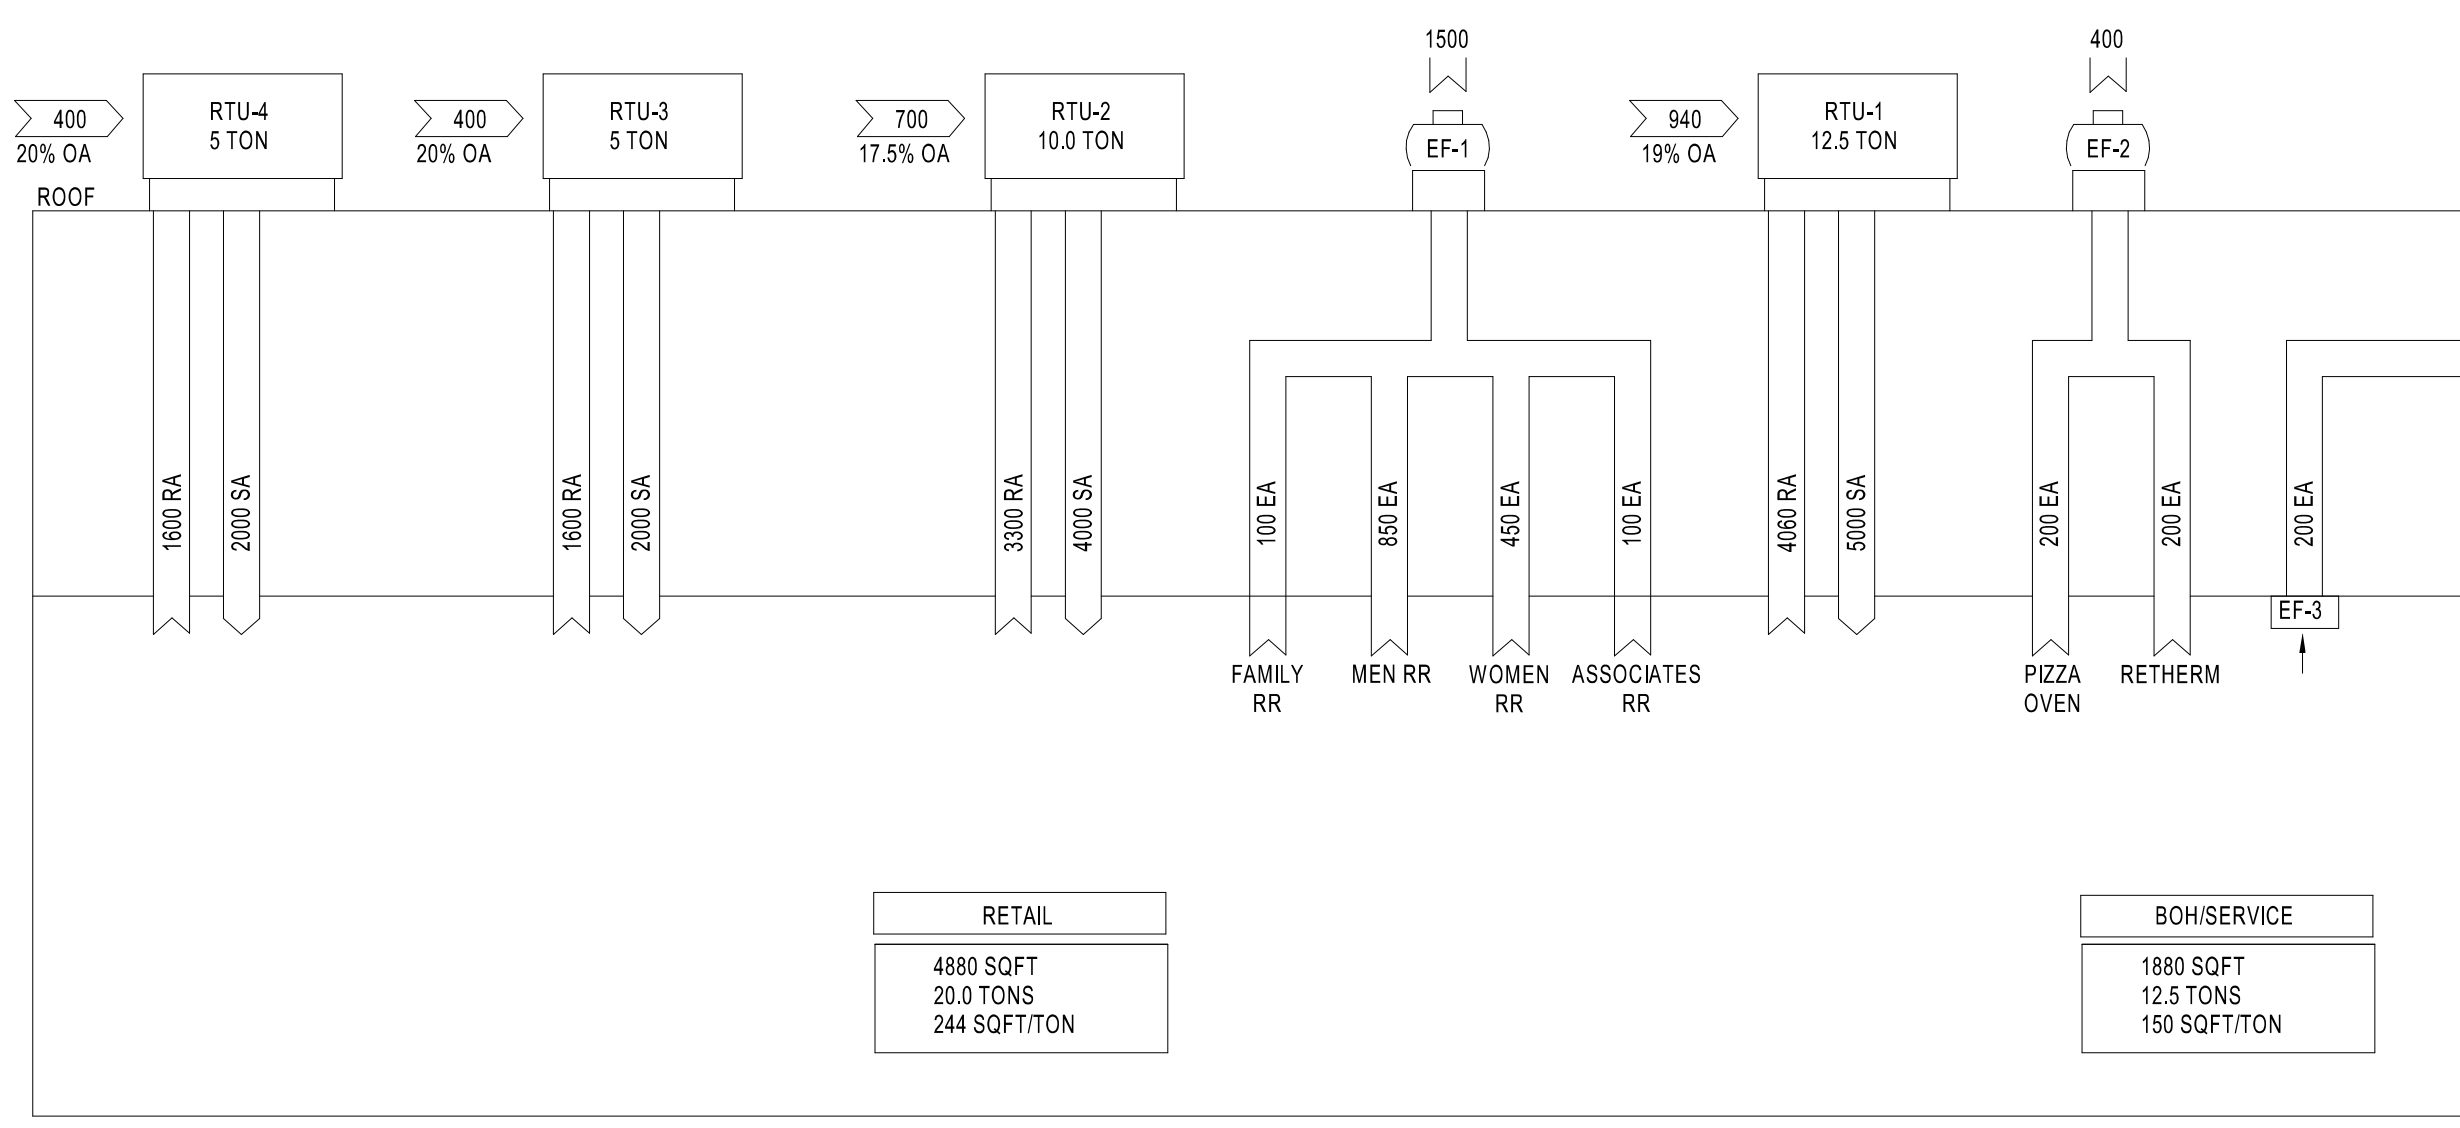 1500
400
400
20% OA
RTU-4
5 TON
400
20% OA
RTU-3
5 TON
700
17.5% OA
RTU-2
10.0 TON
EF-1
940
19% OA
RTU-1
12.5 TON
EF-2
ROOF
1600 RA
2000 SA
1600 RA
2000 SA
3300 RA
4000 SA
100 EA
850 EA
450 EA
100 EA
4060 RA
5000 SA
200 EA
200 EA
200 EA
EF-3
FAMILY
RR
MEN RR
WOMEN
RR
ASSOCIATES
RR
PIZZA
OVEN
RETHERM
RETAIL
4880 SQFT
20.0 TONS
244 SQFT/TON
BOH/SERVICE
1880 SQFT
12.5 TONS
150 SQFT/TON